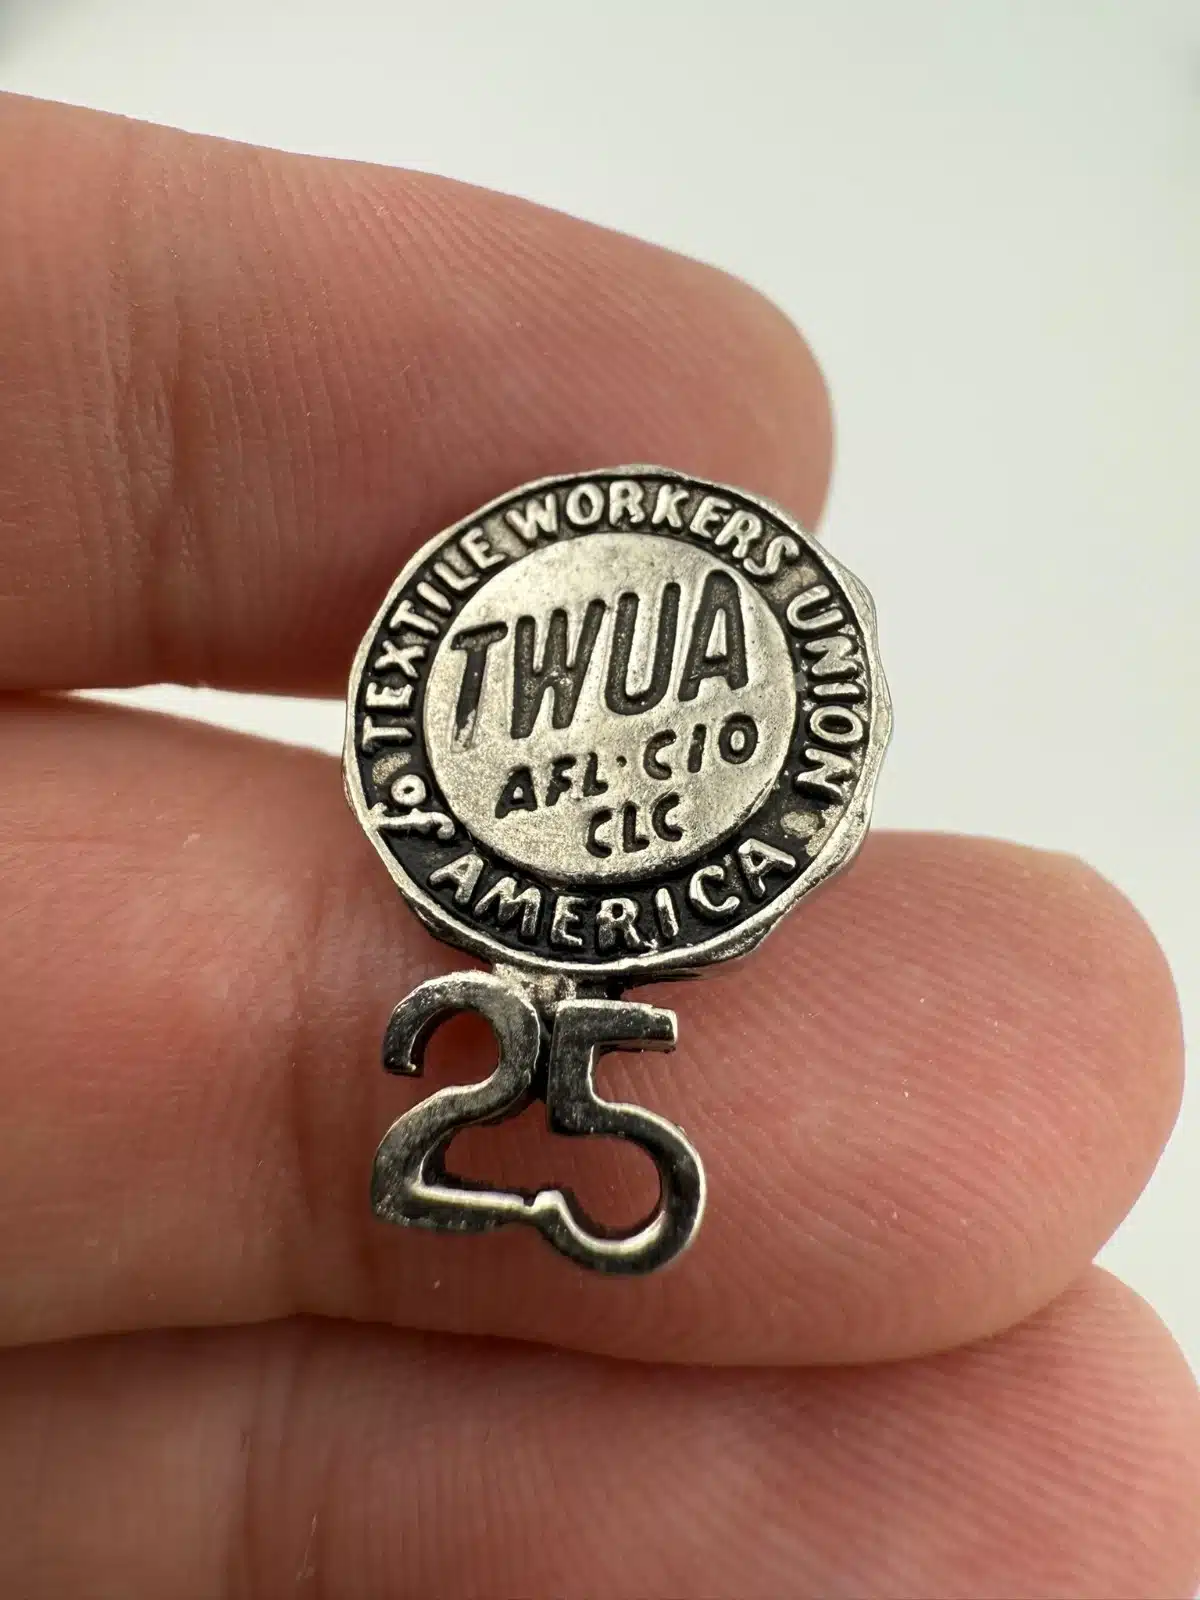 TEXTILE WORKERS UNION
of AMERICA
TWUA
AFL·CIO
CLC
25